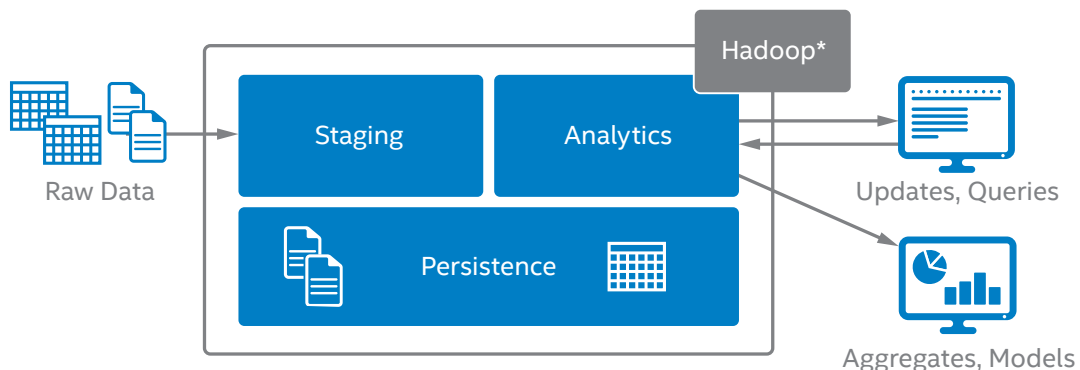 Hadoop*
Staging
Analytics
Raw Data
Updates, Queries
Persistence
Aggregates, Models